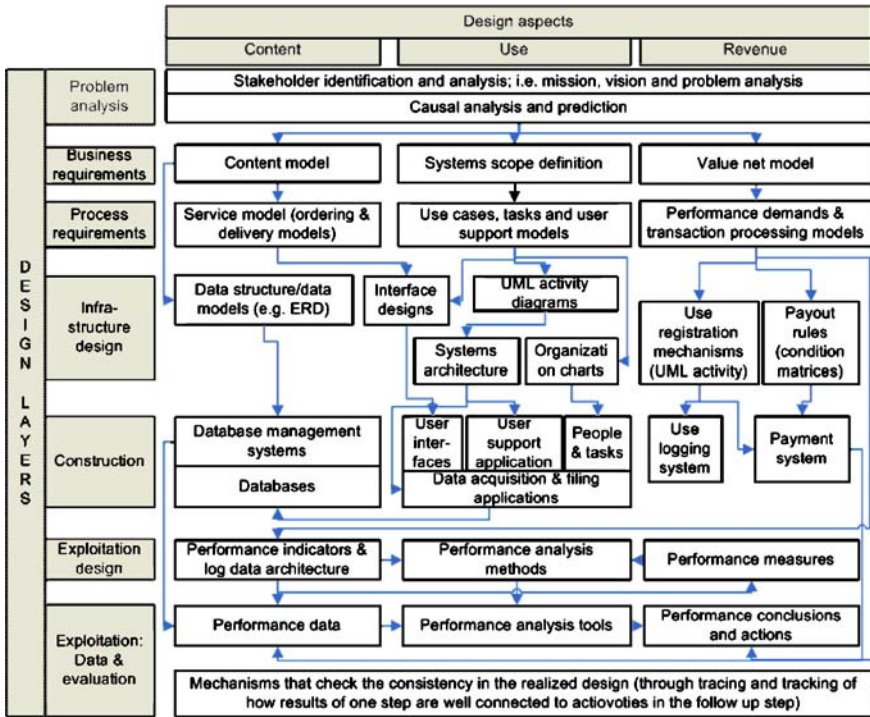 Design aspects
Content
Use
Revenue
DESIGN LAYERS
Problem
analysis
Stakeholder identification and analysis; i.e. mission, vision and problem analysis
Causal analysis and prediction
Business
requirements
Content model
Systems scope definition
Value net model
Process
requirements
Service model (ordering &
delivery models)
Use cases, tasks and user
support models
Performance demands &
transaction processing models
Infra-
structure
design
Data structure/data
models (e.g. ERD)
Interface
designs
UML activity
diagrams
Systems
architecture
Organizati
on charts
Use
registration
mechanisms
(UML activity)
Payout
rules
(condition
matrices)
Construction
Database management
systems
Databases
User
inter-
faces
User
support
application
People
& tasks
Data acquisition & filing
applications
Use
logging
system
Payment
system
Exploitation
design
Performance indicators &
log data architecture
Performance analysis
methods
Performance measures
Exploitation:
Data &
evaluation
Performance data
Performance analysis tools
Performance conclusions
and actions
Mechanisms that check the consistency in the realized design (through tracing and tracking of
how results of one step are well connected to actiovoties in the follow up step)